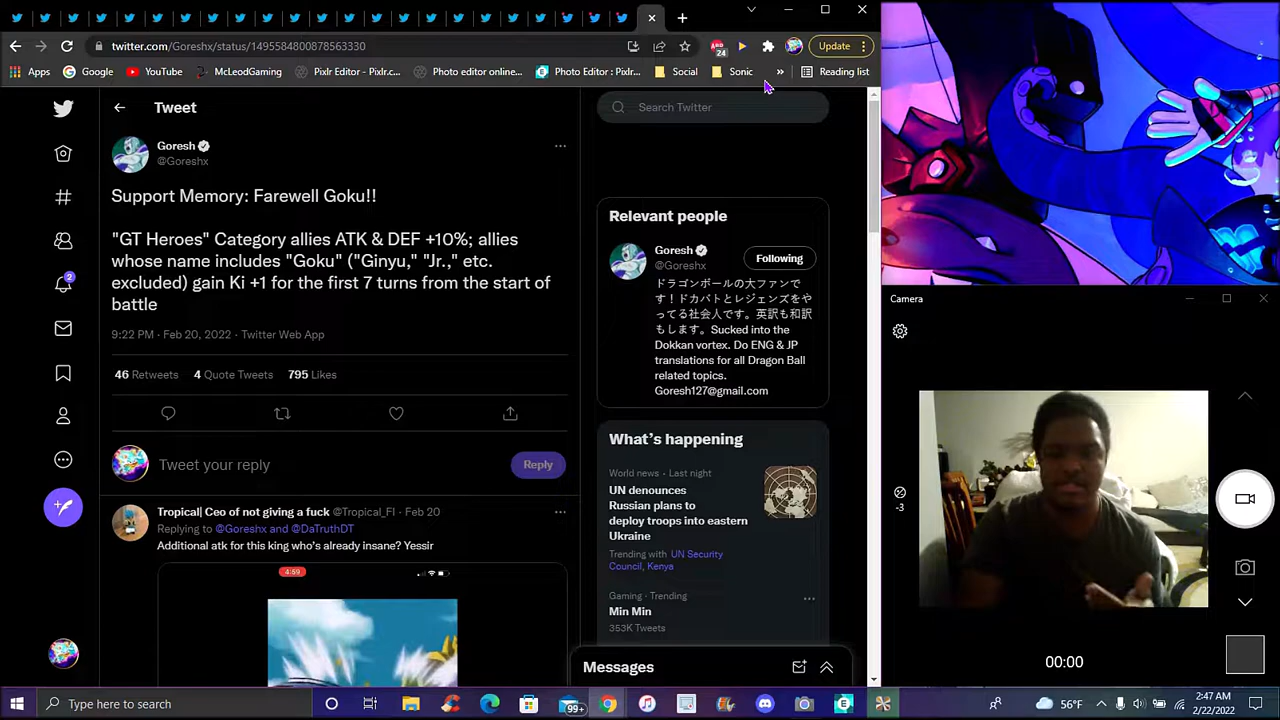 twitter.com/Goreshx/status/1495584800878563330
ABP
24
Update
Apps
Google
YouTube
McLeodGaming
Pixlr Editor - Pixlr.c...
Photo editor online...
Photo Editor : Pixlr...
Social
Sonic
»
Reading list
Tweet
Search Twitter
Goresh
@Goreshx
Support Memory: Farewell Goku!!
"GT Heroes" Category allies ATK & DEF +10%; allies
whose name includes "Goku" ("Ginyu," "Jr.," etc.
excluded) gain Ki +1 for the first 7 turns from the start of
battle
9:22 PM · Feb 20, 2022 · Twitter Web App
46 Retweets 4 Quote Tweets 795 Likes
Tweet your reply
Reply
Tropical| Ceo of not giving a fuck @Tropical_FI · Feb 20
Replying to @Goreshx and @DaTruthDT
Additional atk for this king who's already insane? Yessir
4:59
2
Relevant people
Goresh
@Goreshx
Following
ドラゴンボールの大ファンで
す！ドカバトとレジェンズをや
ってる社会人です。英訳も和訳
もします。Sucked into the
Dokkan vortex. Do ENG & JP
translations for all Dragon Ball
related topics.
Goresh127@gmail.com
What's happening
World news · Last night
UN denounces
Russian plans to
deploy troops into eastern
Ukraine
Trending with UN Security
Council, Kenya
Gaming · Trending
Min Min
353K Tweets
Messages
Camera
-3
00:00
Type here to search
99+
56°F
2:47 AM
2/22/2022